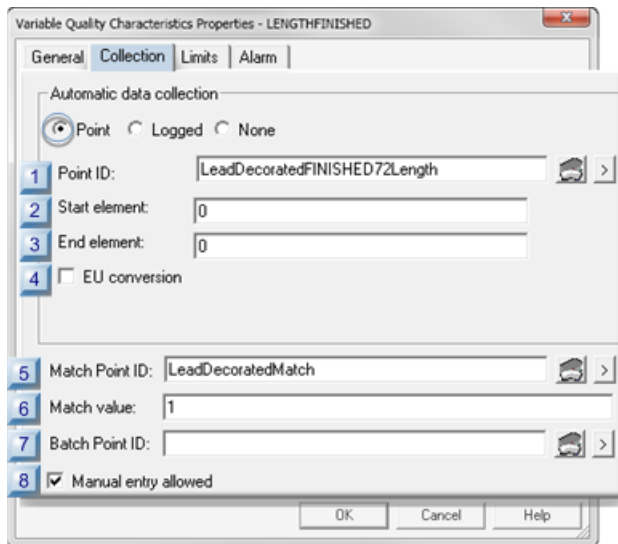 Variable Quality Characteristics Properties - LENGTHFINISHED
General Collection Limits Alarm
Automatic data collection
Point Logged None
1 Point ID: LeadDecoratedFINISHED72Length >
2 Start element: 0
3 End element: 0
4 EU conversion
5 Match Point ID: LeadDecoratedMatch >
6 Match value: 1
7 Batch Point ID: >
8 Manual entry allowed
OK Cancel Help